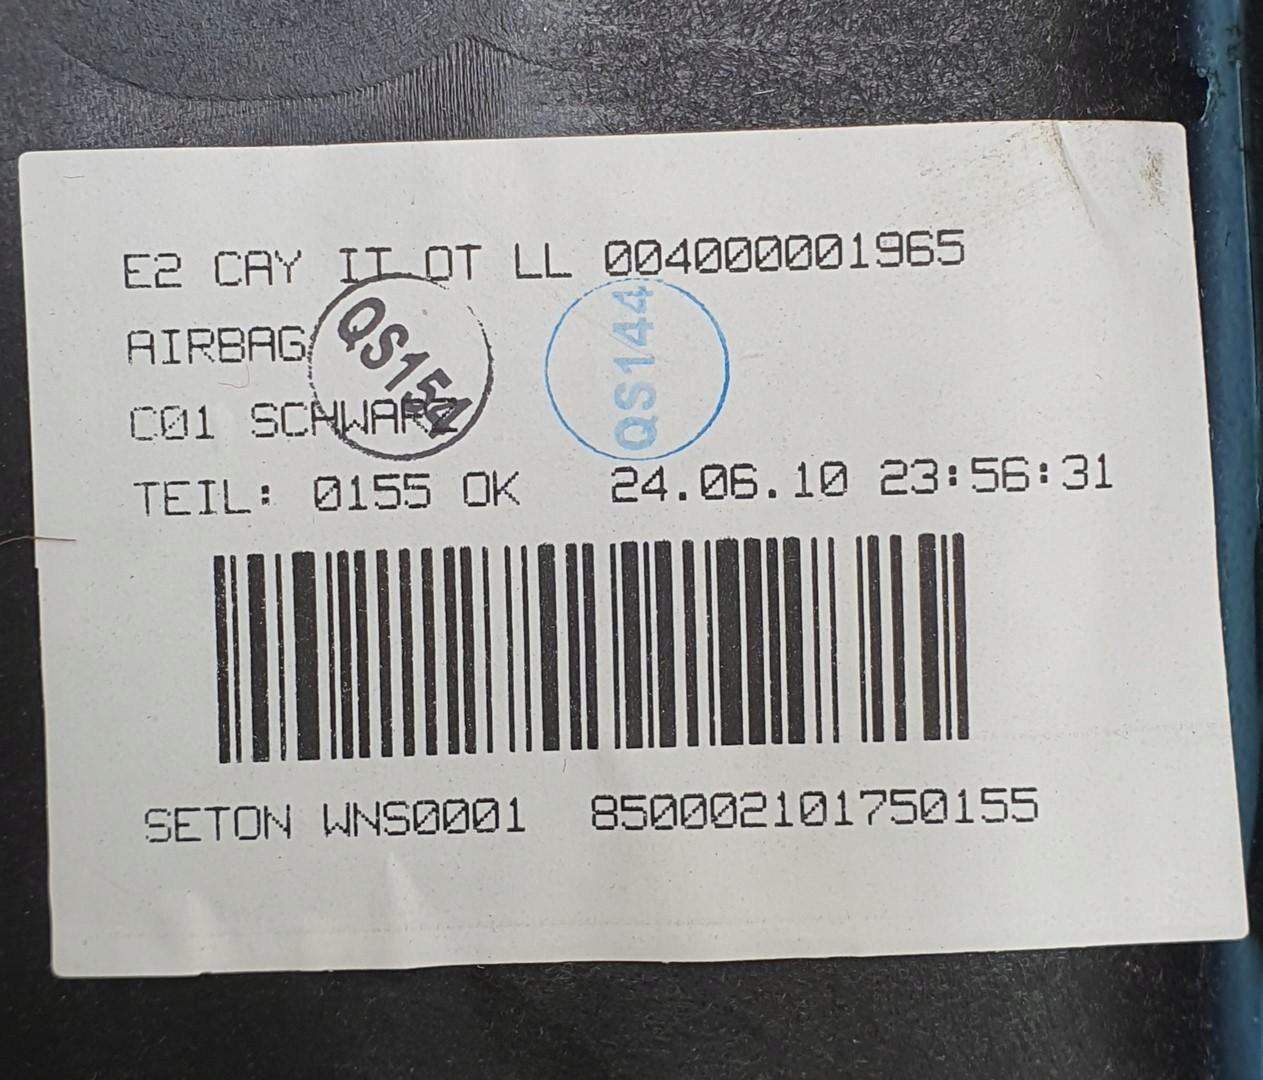 E2 CAY II OT LL 004000001965
AIRBAG
QS154
QS144
C01 SCHWARZ
TEIL: 0155 OK 24.06.10 23:56:31
SETON WNS0001 850002101750155